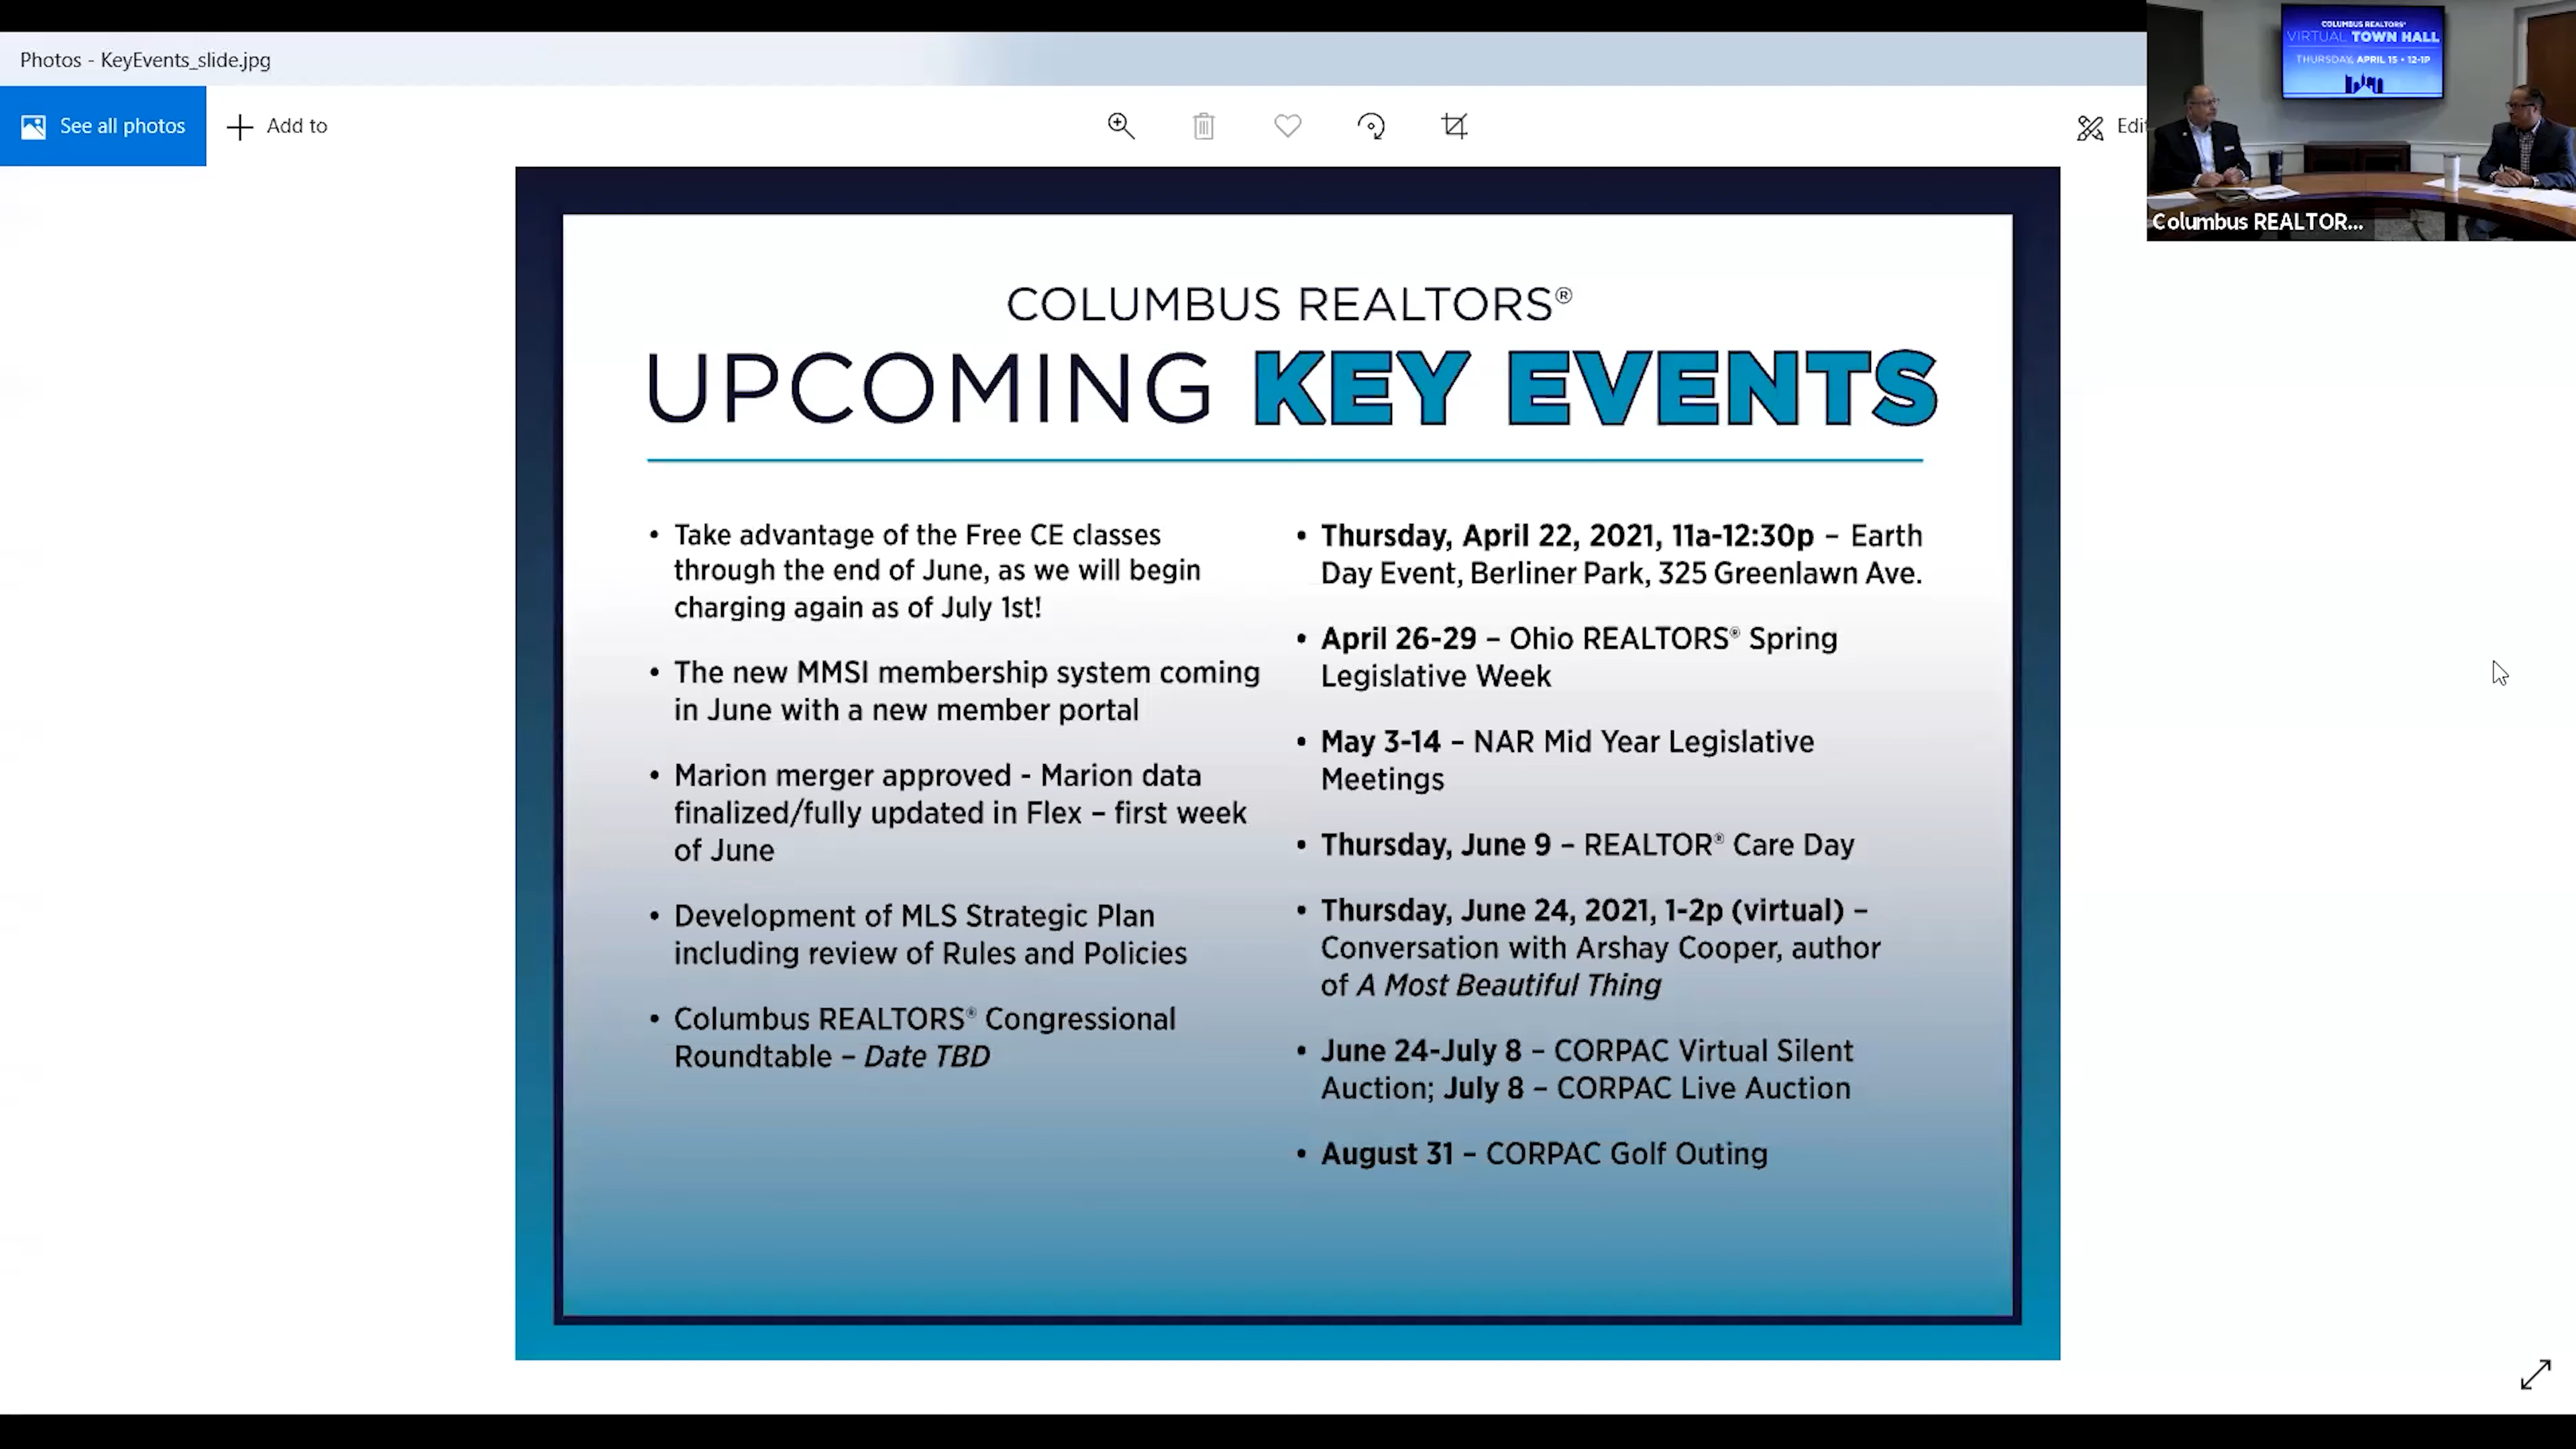 Photos - KeyEvents_slide.jpg
See all photos
Add to
Edit
COLUMBUS REALTORS®
VIRTUAL TOWN HALL
THURSDAY, APRIL 15 • 12-1P
Columbus REALTOR...
COLUMBUS REALTORS®
UPCOMING KEY EVENTS
• Take advantage of the Free CE classes
through the end of June, as we will begin
charging again as of July 1st!
• The new MMSI membership system coming
in June with a new member portal
• Marion merger approved - Marion data
finalized/fully updated in Flex – first week
of June
• Development of MLS Strategic Plan
including review of Rules and Policies
• Columbus REALTORS® Congressional
Roundtable – Date TBD
• Thursday, April 22, 2021, 11a-12:30p – Earth
Day Event, Berliner Park, 325 Greenlawn Ave.
• April 26-29 – Ohio REALTORS® Spring
Legislative Week
• May 3-14 – NAR Mid Year Legislative
Meetings
• Thursday, June 9 – REALTOR® Care Day
• Thursday, June 24, 2021, 1-2p (virtual) –
Conversation with Arshay Cooper, author
of A Most Beautiful Thing
• June 24-July 8 – CORPAC Virtual Silent
Auction; July 8 – CORPAC Live Auction
• August 31 – CORPAC Golf Outing